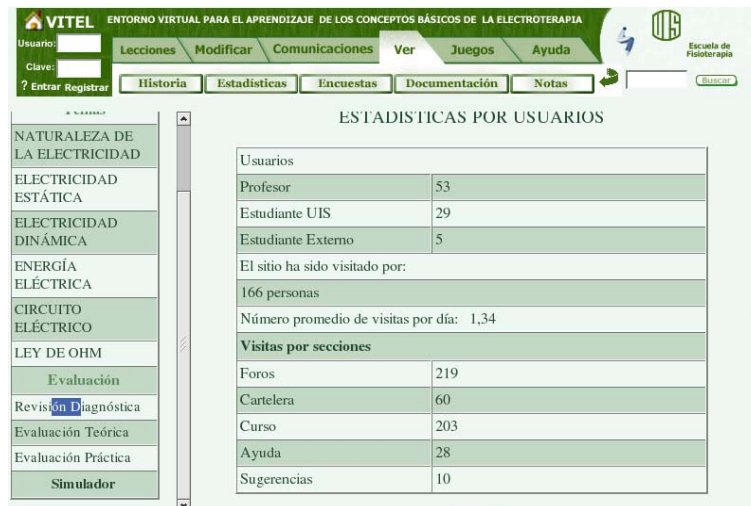 VITEL ENTORNO VIRTUAL PARA EL APRENDIZAJE DE LOS CONCEPTOS BÁSICOS DE LA ELECTROTERAPIA
UIS
Escuela de
Fisioterapia
Usuario:
Clave:
? Entrar Registrar
Lecciones Modificar Comunicaciones Ver Juegos Ayuda
Historia Estadísticas Encuestas Documentación Notas Buscar
Temas
NATURALEZA DE
LA ELECTRICIDAD
ELECTRICIDAD
ESTÁTICA
ELECTRICIDAD
DINÁMICA
ENERGÍA
ELÉCTRICA
CIRCUITO
ELÉCTRICO
LEY DE OHM
Evaluación
Revisión Diagnóstica
Evaluación Teórica
Evaluación Práctica
Simulador
ESTADISTICAS POR USUARIOS
Usuarios
Profesor 53
Estudiante UIS 29
Estudiante Externo 5
El sitio ha sido visitado por:
166 personas
Número promedio de visitas por día: 1,34
Visitas por secciones
Foros 219
Cartelera 60
Curso 203
Ayuda 28
Sugerencias 10